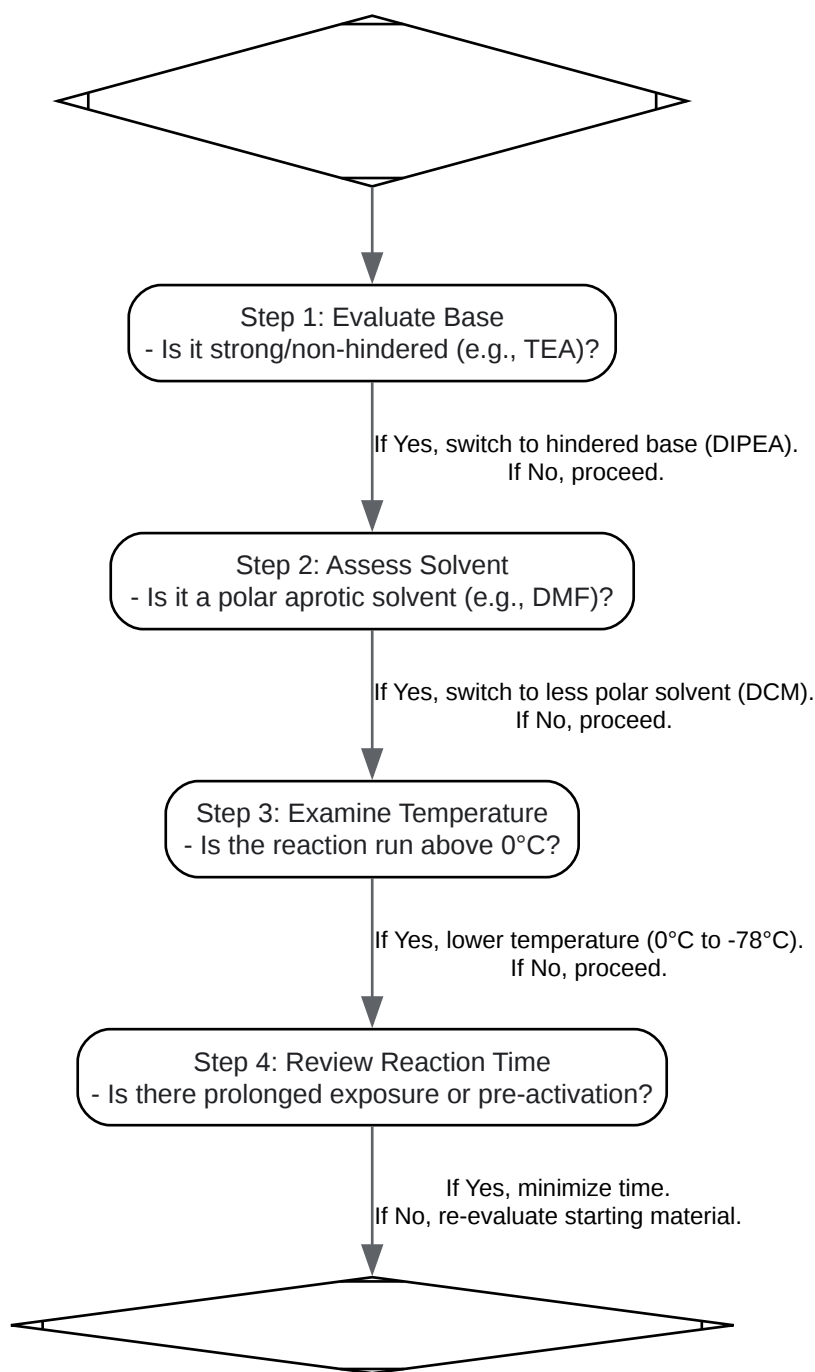 Step 1: Evaluate Base
- Is it strong/non-hindered (e.g., TEA)?
If Yes, switch to hindered base (DIPEA).
If No, proceed.
Step 2: Assess Solvent
- Is it a polar aprotic solvent (e.g., DMF)?
If Yes, switch to less polar solvent (DCM).
If No, proceed.
Step 3: Examine Temperature
- Is the reaction run above 0°C?
If Yes, lower temperature (0°C to -78°C).
If No, proceed.
Step 4: Review Reaction Time
- Is there prolonged exposure or pre-activation?
If Yes, minimize time.
If No, re-evaluate starting material.